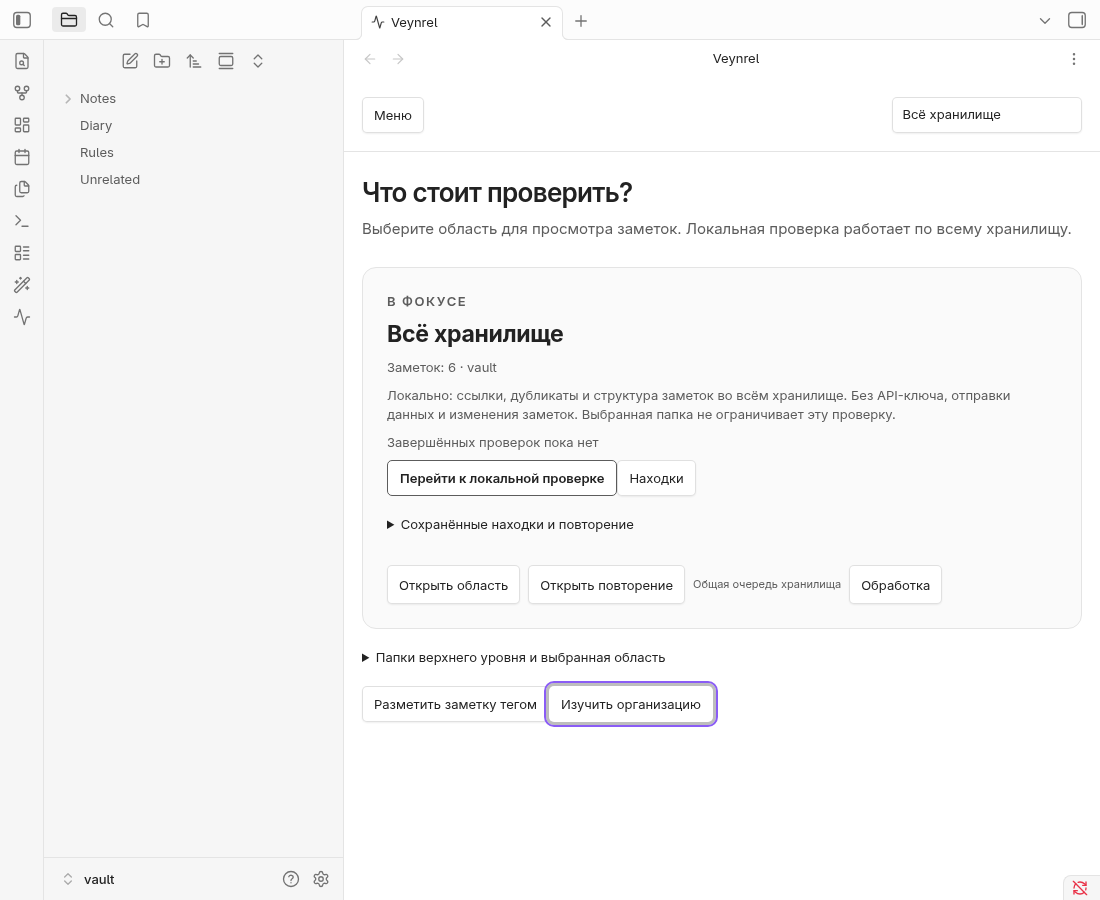 Veynrel
Veynrel
Notes
Diary
Rules
Unrelated
Меню
Всё хранилище
Что стоит проверить?
Выберите область для просмотра заметок. Локальная проверка работает по всему хранилищу.
В ФОКУСЕ
Всё хранилище
Заметок: 6 · vault
Локально: ссылки, дубликаты и структура заметок во всём хранилище. Без API-ключа, отправки
данных и изменения заметок. Выбранная папка не ограничивает эту проверку.
Завершённых проверок пока нет
Перейти к локальной проверке Находки
Сохранённые находки и повторение
Открыть область Открыть повторение Общая очередь хранилища Обработка
Папки верхнего уровня и выбранная область
Разметить заметку тегом Изучить организацию
vault